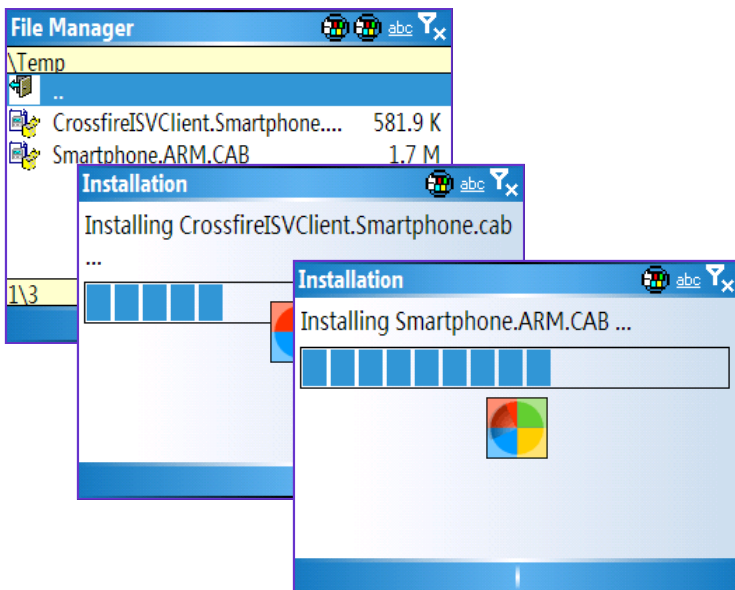 File Manager abc
\Temp
..
CrossfireISVClient.Smartphone.... 581.9 K
Smartphone.ARM.CAB 1.7 M
1\3
Installation abc
Installing CrossfireISVClient.Smartphone.cab
...
Installation abc
Installing Smartphone.ARM.CAB ...